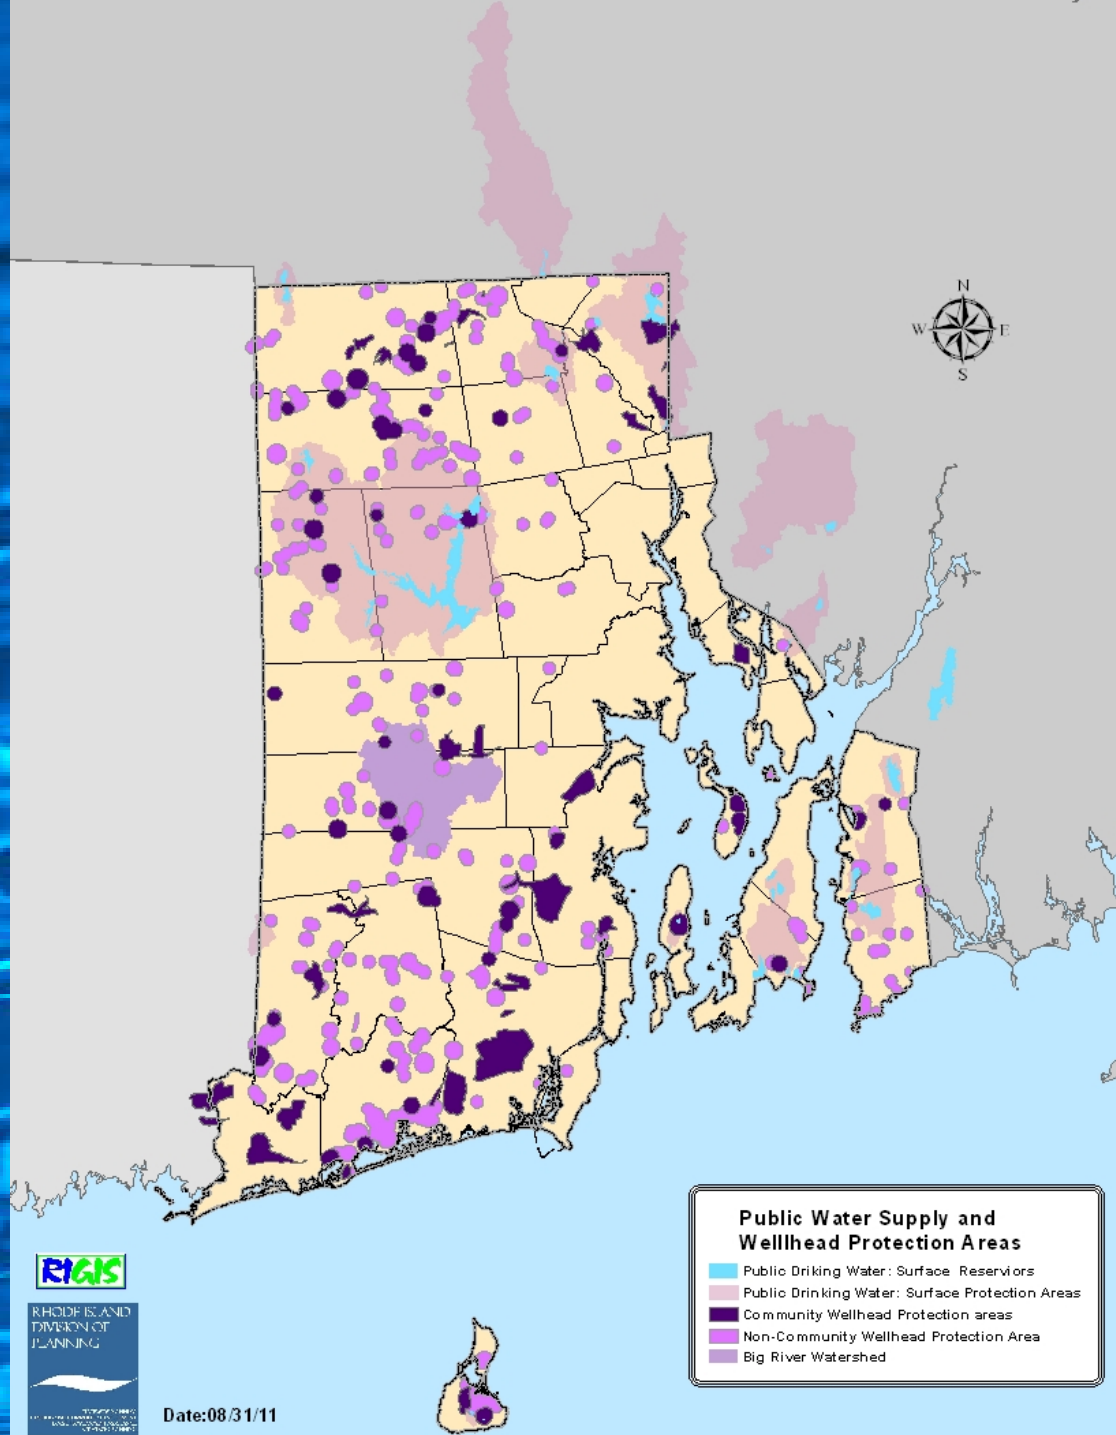 N
W E
S
Public Water Supply and
Welllhead Protection Areas
Public Driking Water: Surface Reserviors
Public Drinking Water: Surface Protection Areas
Community Wellhead Protection areas
Non-Community Wellhead Protection Area
Big River Watershed
RIGIS
RHODE ISLAND
DIVISION OF
PLANNING
Date:08/31/11